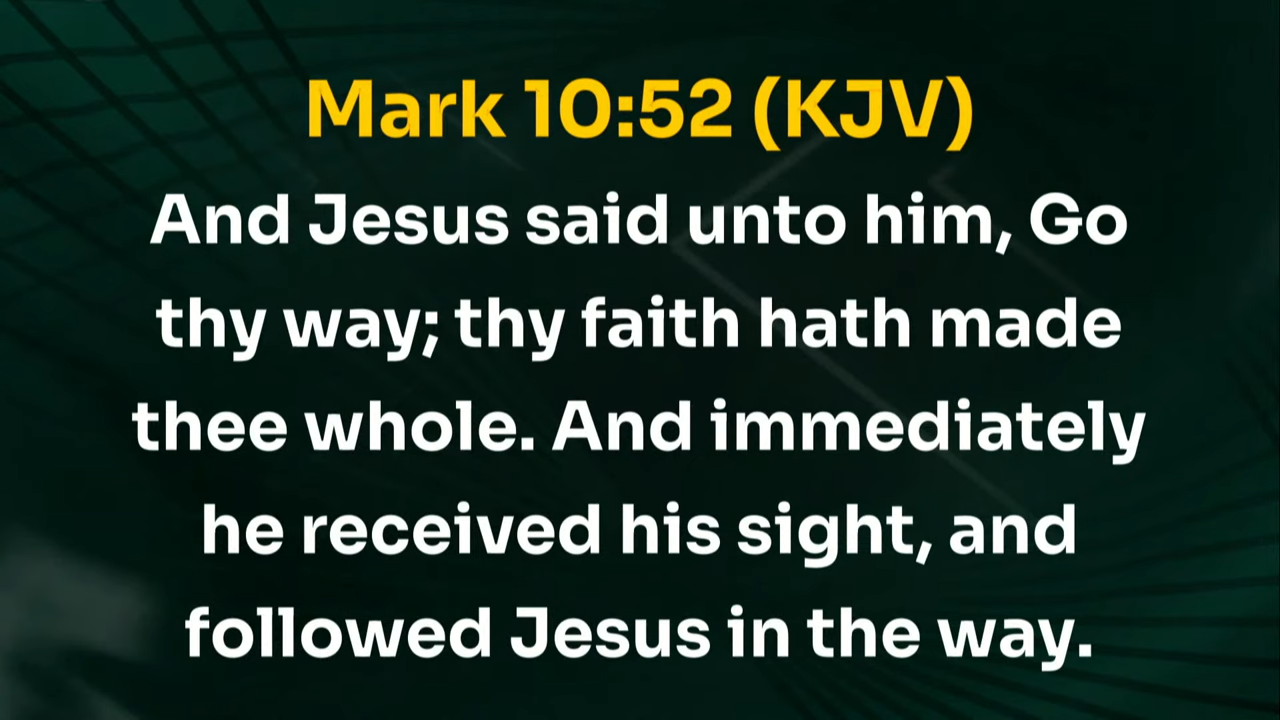 Mark 10:52 (KJV)
And Jesus said unto him, Go
thy way; thy faith hath made
thee whole. And immediately
he received his sight, and
followed Jesus in the way.